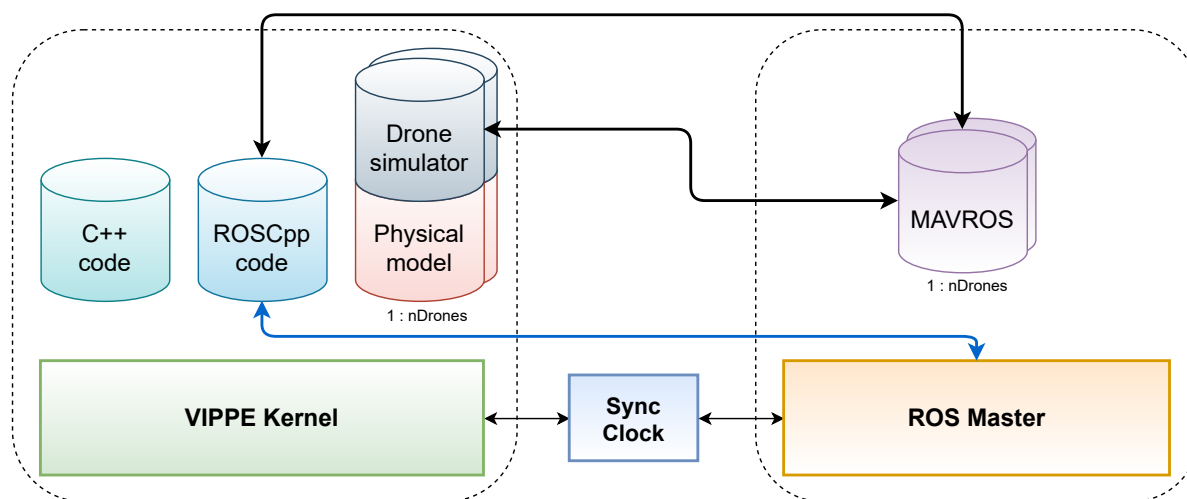 C++
code
ROSCpp
code
Drone
simulator
Physical
model
1 : nDrones
MAVROS
1 : nDrones
VIPPE Kernel
Sync
Clock
ROS Master